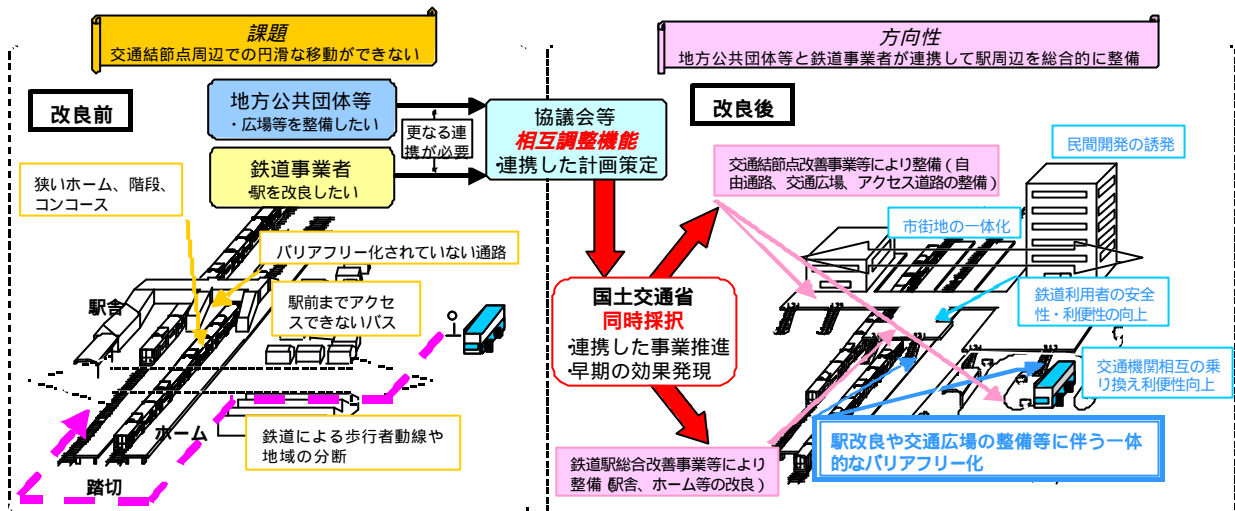 課題
交通結節点周辺での円滑な移動ができない
方向性
地方公共団体等と鉄道事業者が連携して駅周辺を総合的に整備
改良前
地方公共団体等
・広場等を整備したい
更なる連
携が必要
鉄道事業者
・駅を改良したい
協議会等
相互調整機能
・連携した計画策定
狭いホーム、階段、
コンコース
バリアフリー化されていない通路
駅舎
駅前までアクセ
スできないバス
ホーム
鉄道による歩行者動線や
地域の分断
踏切
国土交通省
同時採択
・連携した事業推進
・早期の効果発現
改良後
交通結節点改善事業等により整備(自
由通路、交通広場、アクセス道路の整備)
民間開発の誘発
市街地の一体化
鉄道利用者の安全
性・利便性の向上
交通機関相互の乗
り換え利便性向上
駅改良や交通広場の整備等に伴う一体
的なバリアフリー化
鉄道駅総合改善事業等により
整備(駅舎、ホーム等の改良)